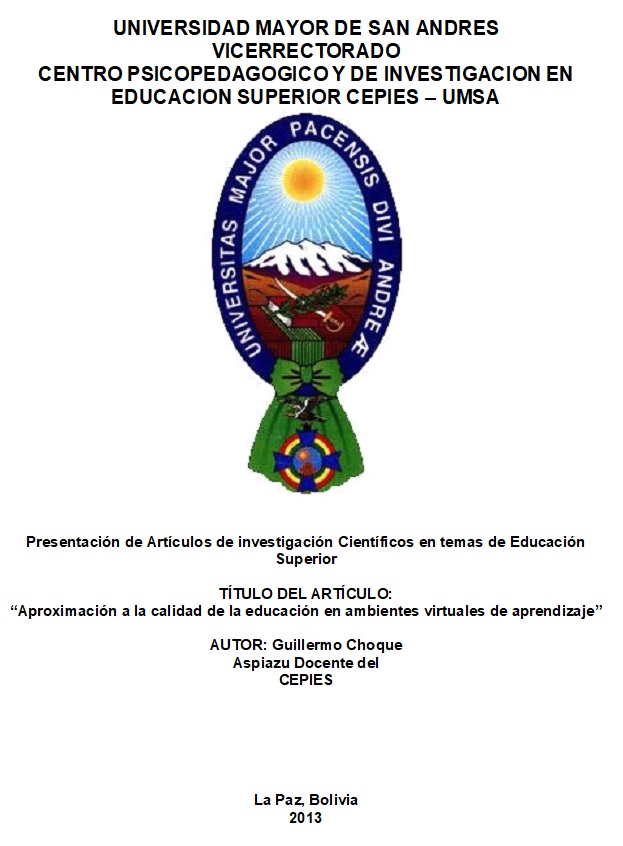 UNIVERSIDAD MAYOR DE SAN ANDRES
VICERRECTORADO
CENTRO PSICOPEDAGOGICO Y DE INVESTIGACION EN
EDUCACION SUPERIOR CEPIES – UMSA
UNIVERSITAS MAJOR PACENSIS DIVI ANDREÆ
Presentación de Artículos de investigación Científicos en temas de Educación
Superior
TÍTULO DEL ARTÍCULO:
“Aproximación a la calidad de la educación en ambientes virtuales de aprendizaje”
AUTOR: Guillermo Choque
Aspiazu Docente del
CEPIES
La Paz, Bolivia
2013